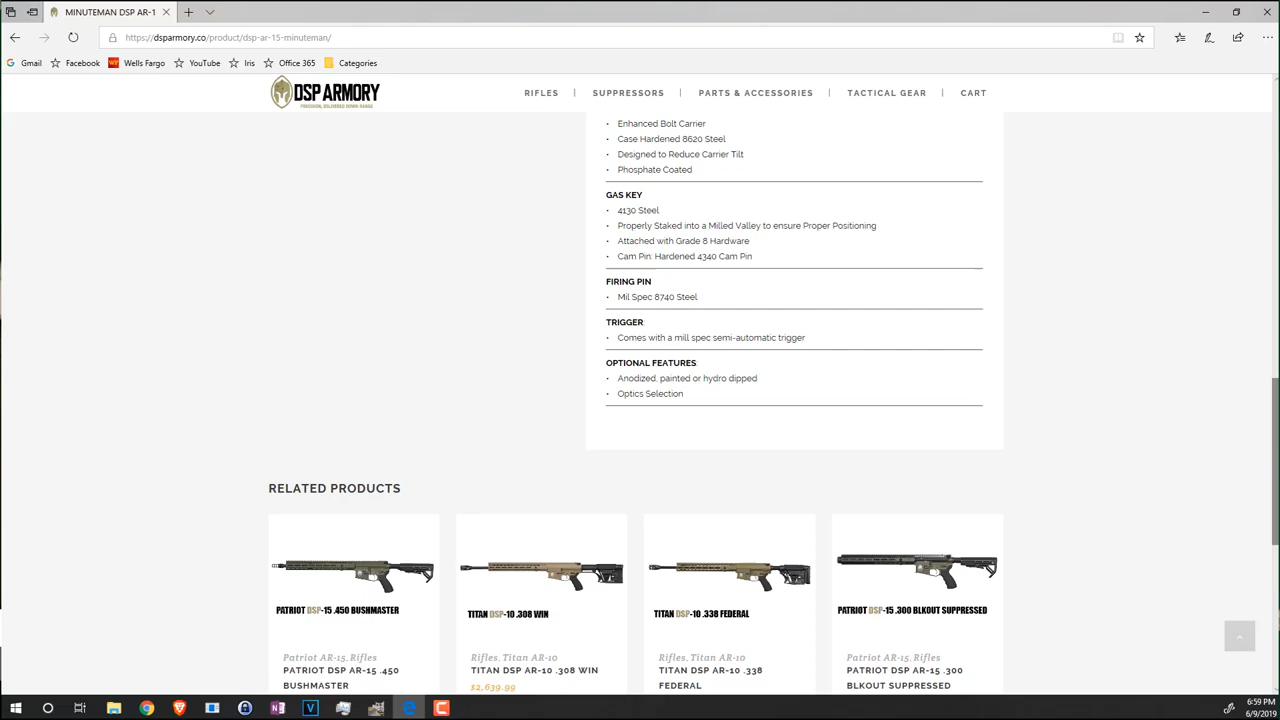 MINUTEMAN DSP AR-1
https://dsparmory.co/product/dsp-ar-15-minuteman/
Gmail Facebook Wells Fargo YouTube Iris Office 365 Categories
DSP ARMORY
PRECISION, DELIVERED DOWN RANGE
RIFLES | SUPPRESSORS | PARTS & ACCESSORIES | TACTICAL GEAR | CART
• Enhanced Bolt Carrier
• Case Hardened 8620 Steel
• Designed to Reduce Carrier Tilt
• Phosphate Coated
GAS KEY
• 4130 Steel
• Properly Staked into a Milled Valley to ensure Proper Positioning
• Attached with Grade 8 Hardware
• Cam Pin: Hardened 4340 Cam Pin
FIRING PIN
• Mil Spec 8740 Steel
TRIGGER
• Comes with a mill spec semi-automatic trigger
OPTIONAL FEATURES
• Anodized, painted or hydro dipped
• Optics Selection
RELATED PRODUCTS
PATRIOT DSP-15 .450 BUSHMASTER
Patriot AR-15, Rifles
PATRIOT DSP AR-15 .450
BUSHMASTER
TITAN DSP-10 .308 WIN
Rifles, Titan AR-10
TITAN DSP AR-10 .308 WIN
$2,639.99
TITAN DSP-10 .338 FEDERAL
Rifles, Titan AR-10
TITAN DSP AR-10 .338
FEDERAL
PATRIOT DSP-15 .300 BLKOUT SUPPRESSED
Patriot AR-15, Rifles
PATRIOT DSP AR-15 .300
BLKOUT SUPPRESSED
6:59 PM
6/9/2019